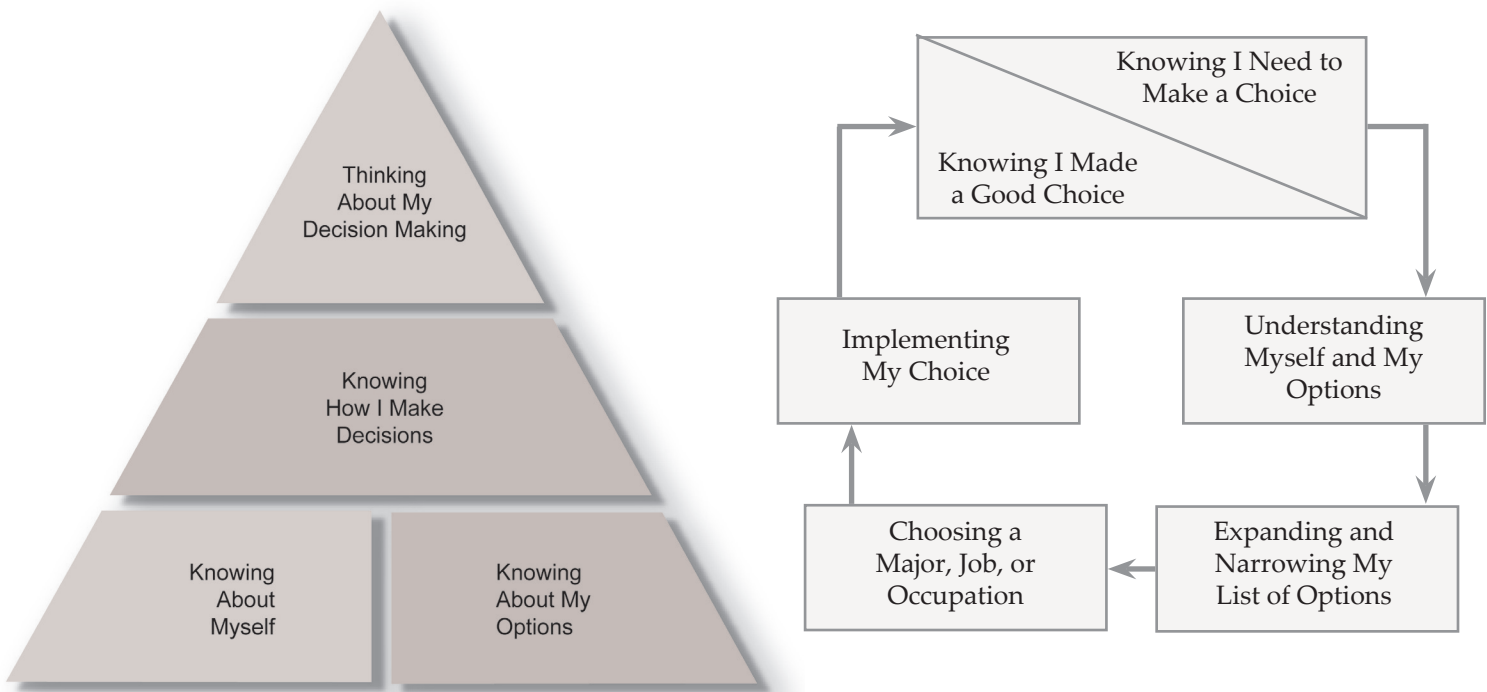 Thinking
About My
Decision Making
Knowing
How I Make
Decisions
Knowing
About
Myself
Knowing
About My
Options
Knowing I Need to
Make a Choice
Knowing I Made
a Good Choice
Understanding
Myself and My
Options
Expanding and
Narrowing My
List of Options
Choosing a
Major, Job, or
Occupation
Implementing
My Choice